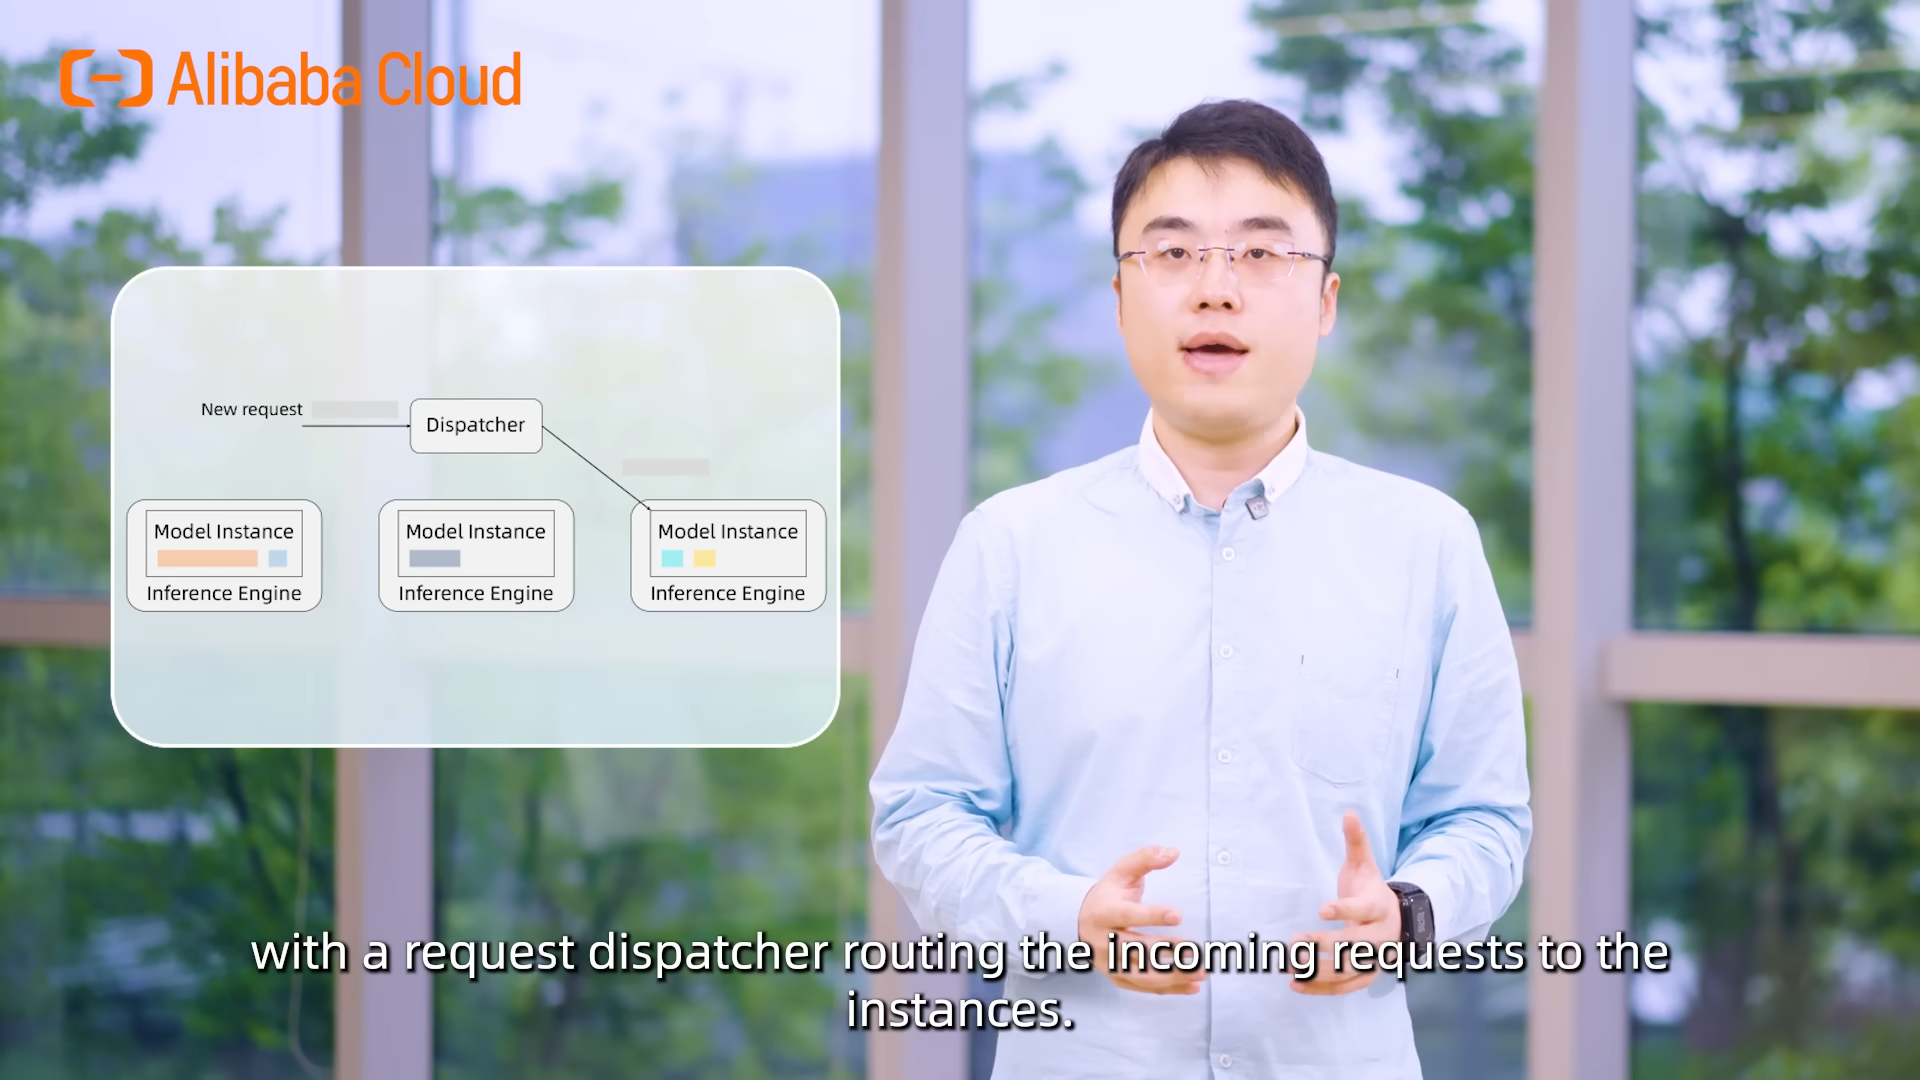 Alibaba Cloud
New request
Dispatcher
Model Instance
Inference Engine
Model Instance
Inference Engine
Model Instance
Inference Engine
with a request dispatcher routing the incoming requests to the
instances.